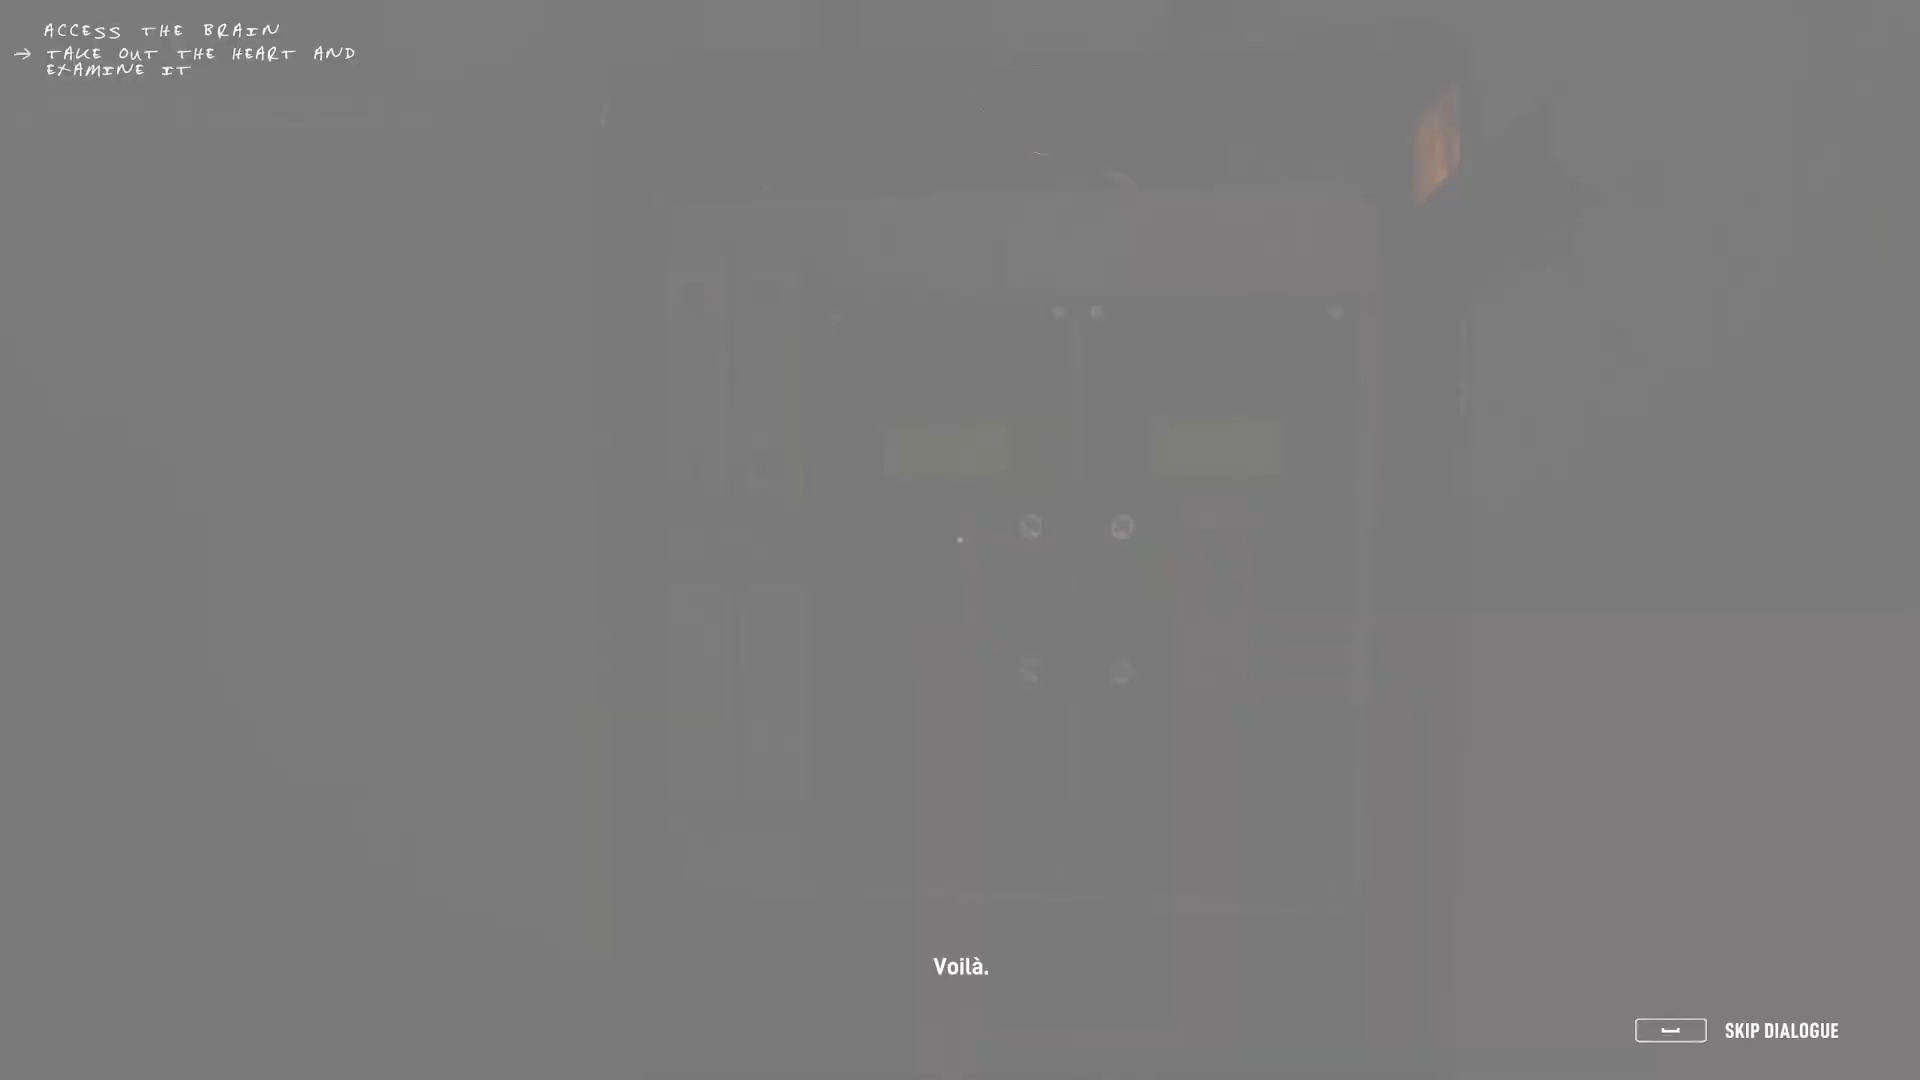 ACCESS THE BRAIN
→ TAKE OUT THE HEART AND
EXAMINE IT
Voilà.
SKIP DIALOGUE